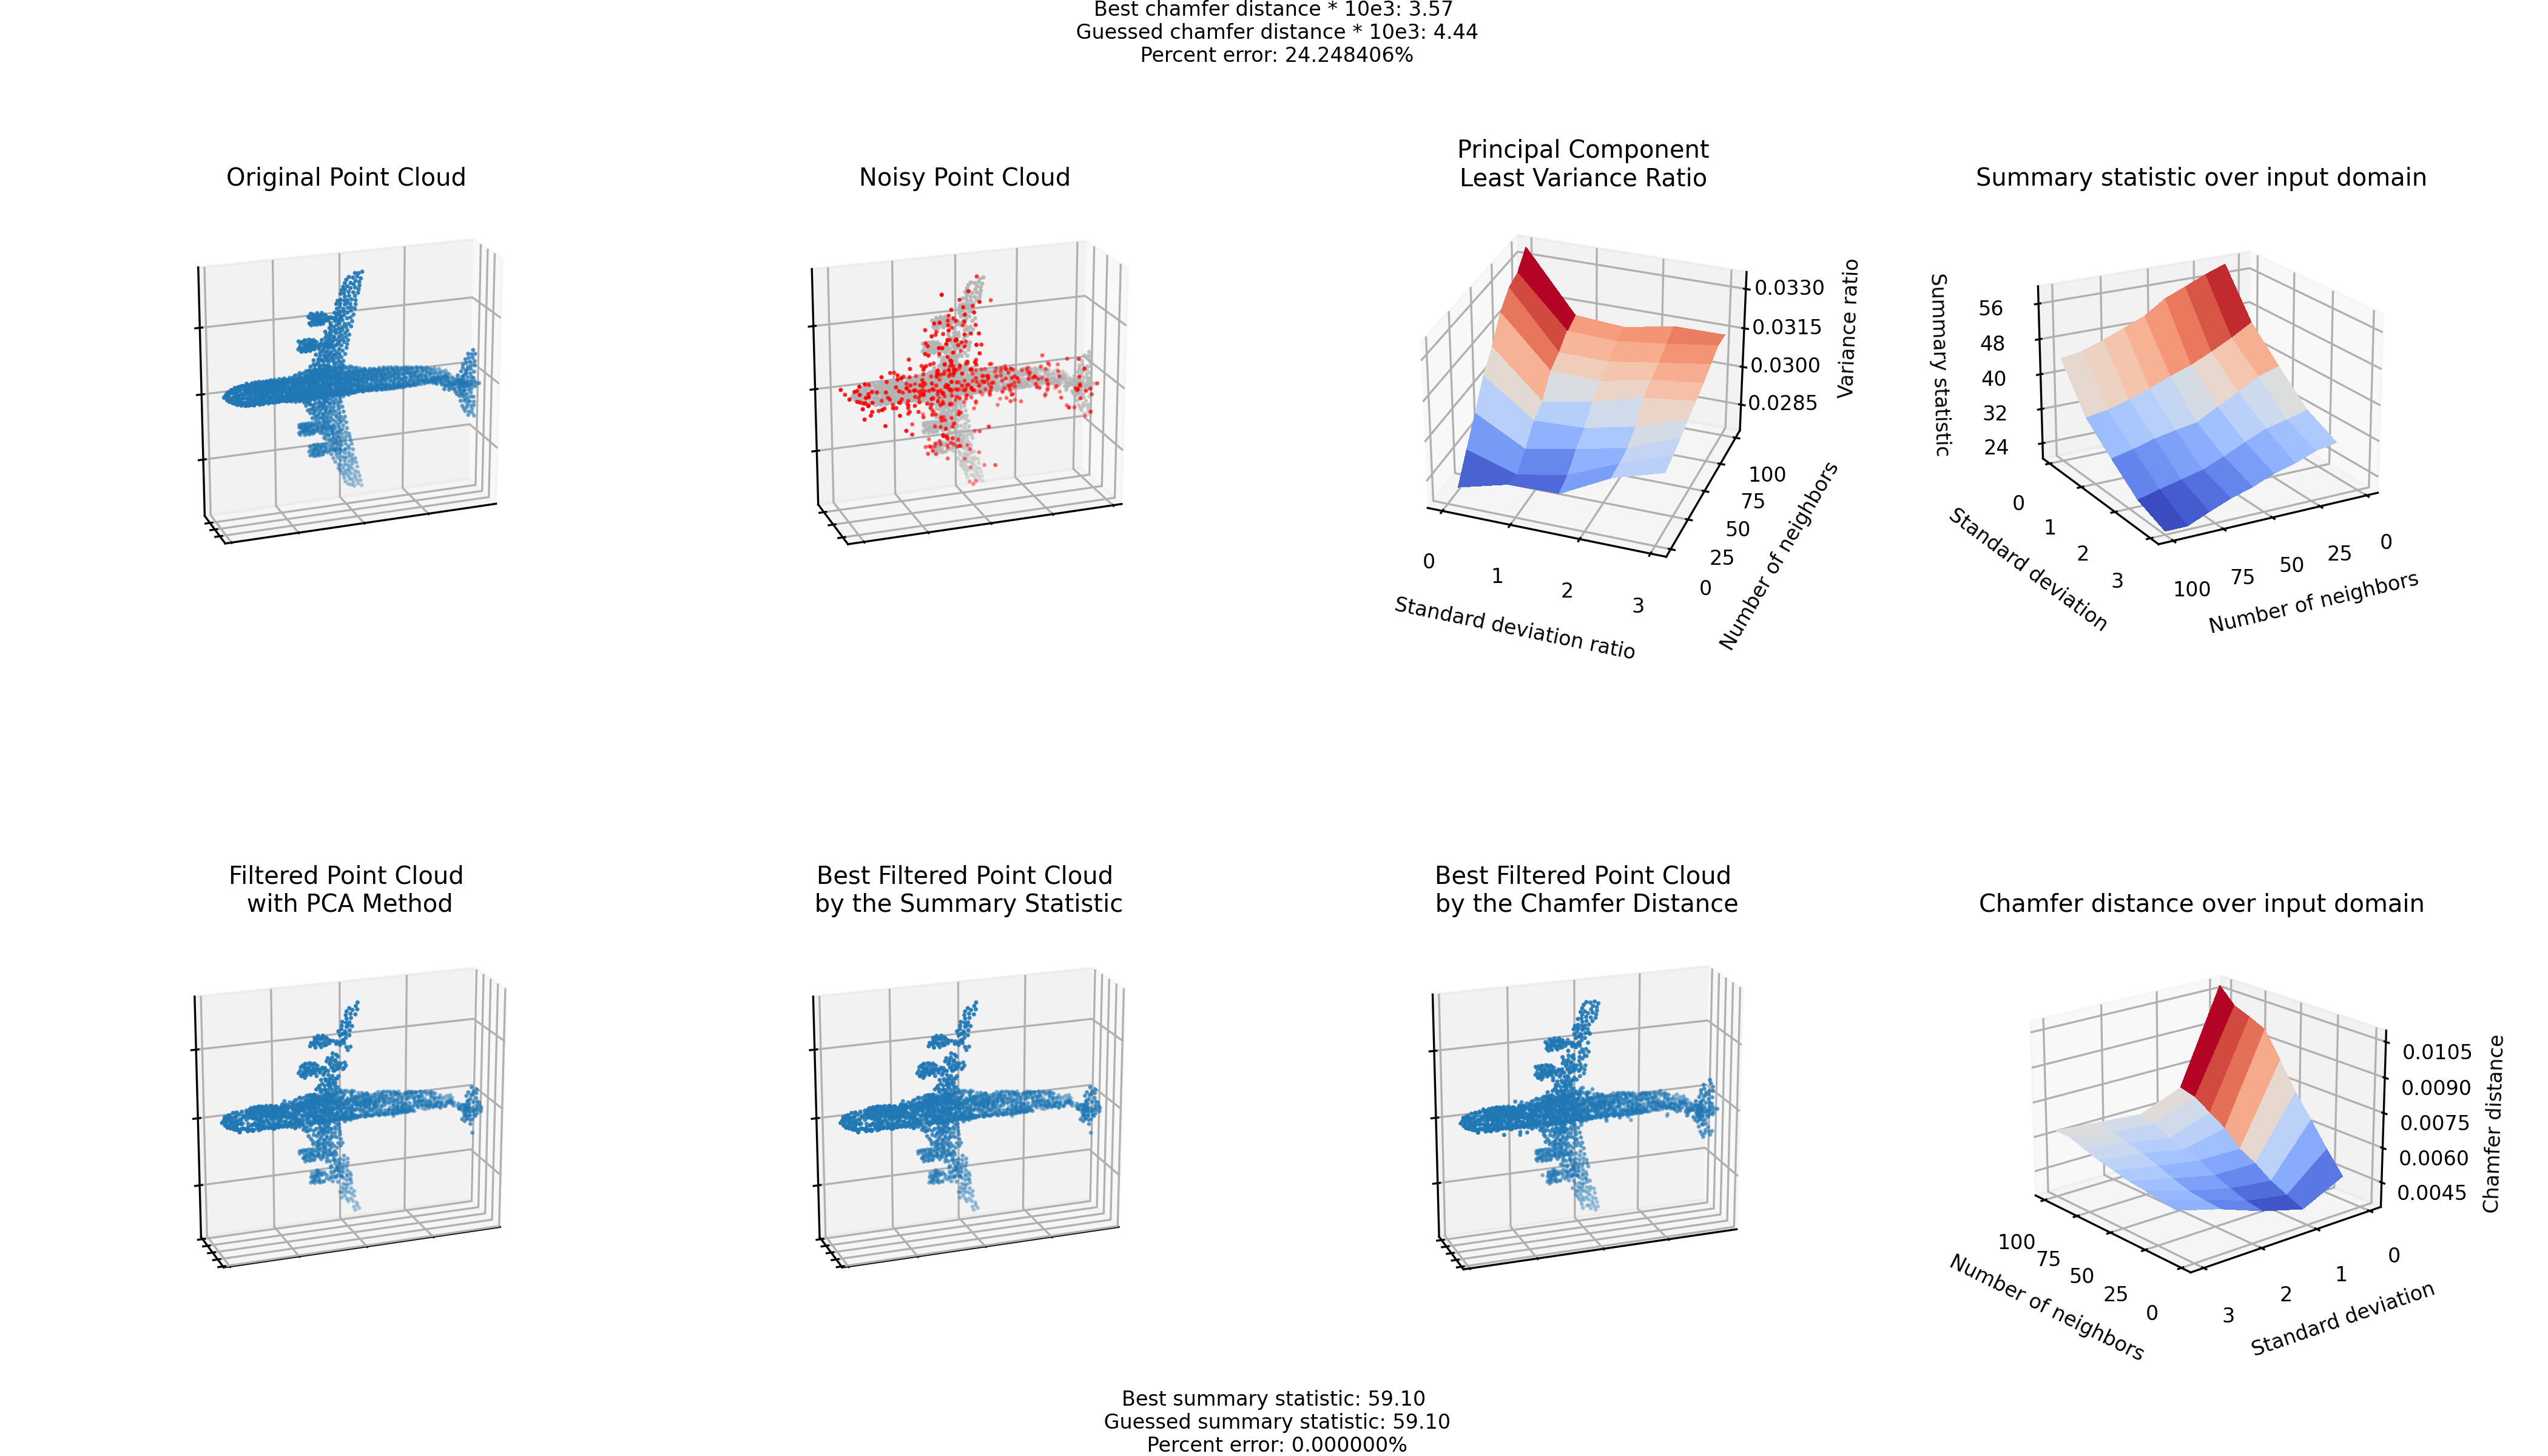 Best chamfer distance * 10e3: 3.57
Guessed chamfer distance * 10e3: 4.44
Percent error: 24.248406%
Original Point Cloud
Noisy Point Cloud
Principal Component
Least Variance Ratio
0.0330
0.0315
0.0300
0.0285
Variance ratio
100
75
50
25
0
Number of neighbors
0
1
2
3
Standard deviation ratio
Summary statistic over input domain
56
48
40
32
24
Summary statistic
0
1
2
3
Standard deviation
100
75
50
25
0
Number of neighbors
Filtered Point Cloud
with PCA Method
Best Filtered Point Cloud
by the Summary Statistic
Best Filtered Point Cloud
by the Chamfer Distance
Chamfer distance over input domain
0.0105
0.0090
0.0075
0.0060
0.0045
Chamfer distance
100
75
50
25
0
Number of neighbors
3
2
1
0
Standard deviation
Best summary statistic: 59.10
Guessed summary statistic: 59.10
Percent error: 0.000000%